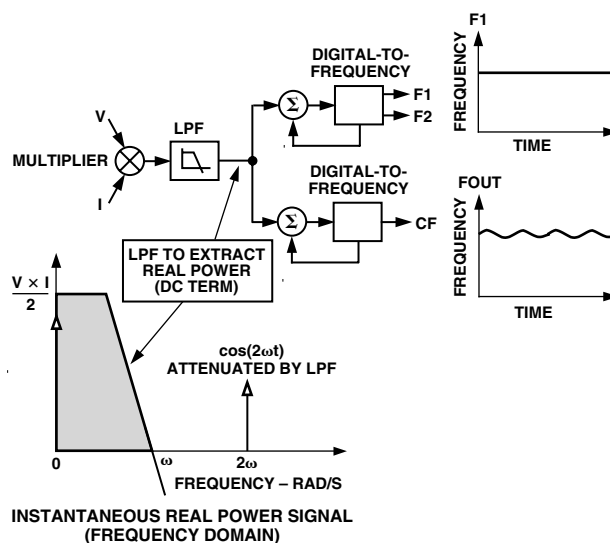 F1
DIGITAL-TO-
FREQUENCY
V
LPF
Σ
F1
F2
FREQUENCY
TIME
MULTIPLIER
I
DIGITAL-TO-
FREQUENCY
FOUT
Σ
CF
FREQUENCY
TIME
LPF TO EXTRACT
REAL POWER
(DC TERM)
V × I
2
cos(2ωt)
ATTENUATED BY LPF
0
ω
2ω
FREQUENCY – RAD/S
INSTANTANEOUS REAL POWER SIGNAL
(FREQUENCY DOMAIN)